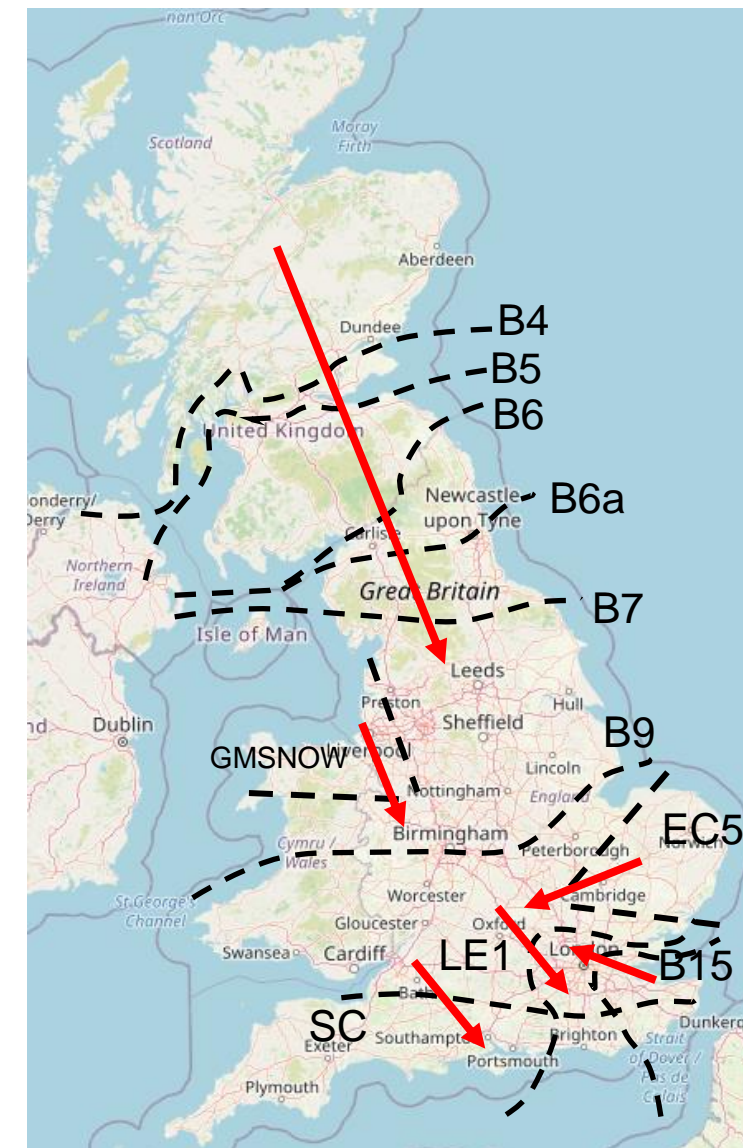 nan Orc
Moray
Firth
Scotland
Aberdeen
Dundee
B4
B5
B6
United Kingdom
onderry/
Derry
Newcastle
upon Tyne
B6a
Carlisle
Northern
Ireland
Great Britain
B7
Isle of Man
Leeds
Preston
Hull
Dublin
nd
Sheffield
B9
GMSNOW
Liverpool
Lincoln
Nottingham
England
EC5
Birmingham
Peterborough
Norwich
Cymru /
Wales
St George's
Channel
Worcester
Cambridge
Gloucester
Oxford
LE1
London
Swansea
Cardiff
B15
Bath
SC
Exeter
Southampton
Brighton
Strait
of Dover /
Pas de
Calais
Dunkerq
Portsmouth
Plymouth